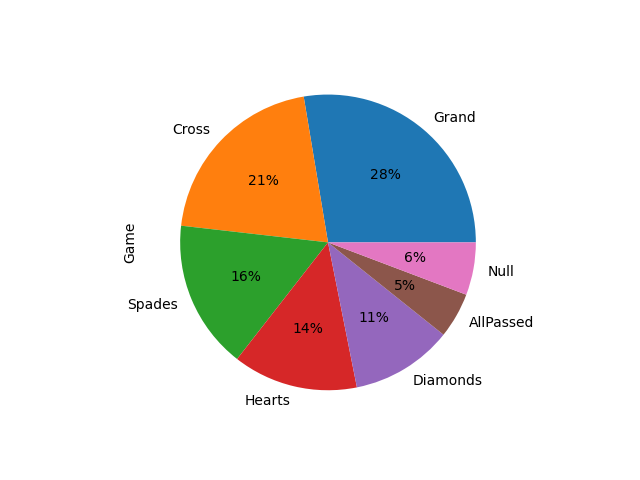 Grand
28%
Cross
21%
Game
Spades
16%
Hearts
14%
Diamonds
11%
AllPassed
5%
Null
6%